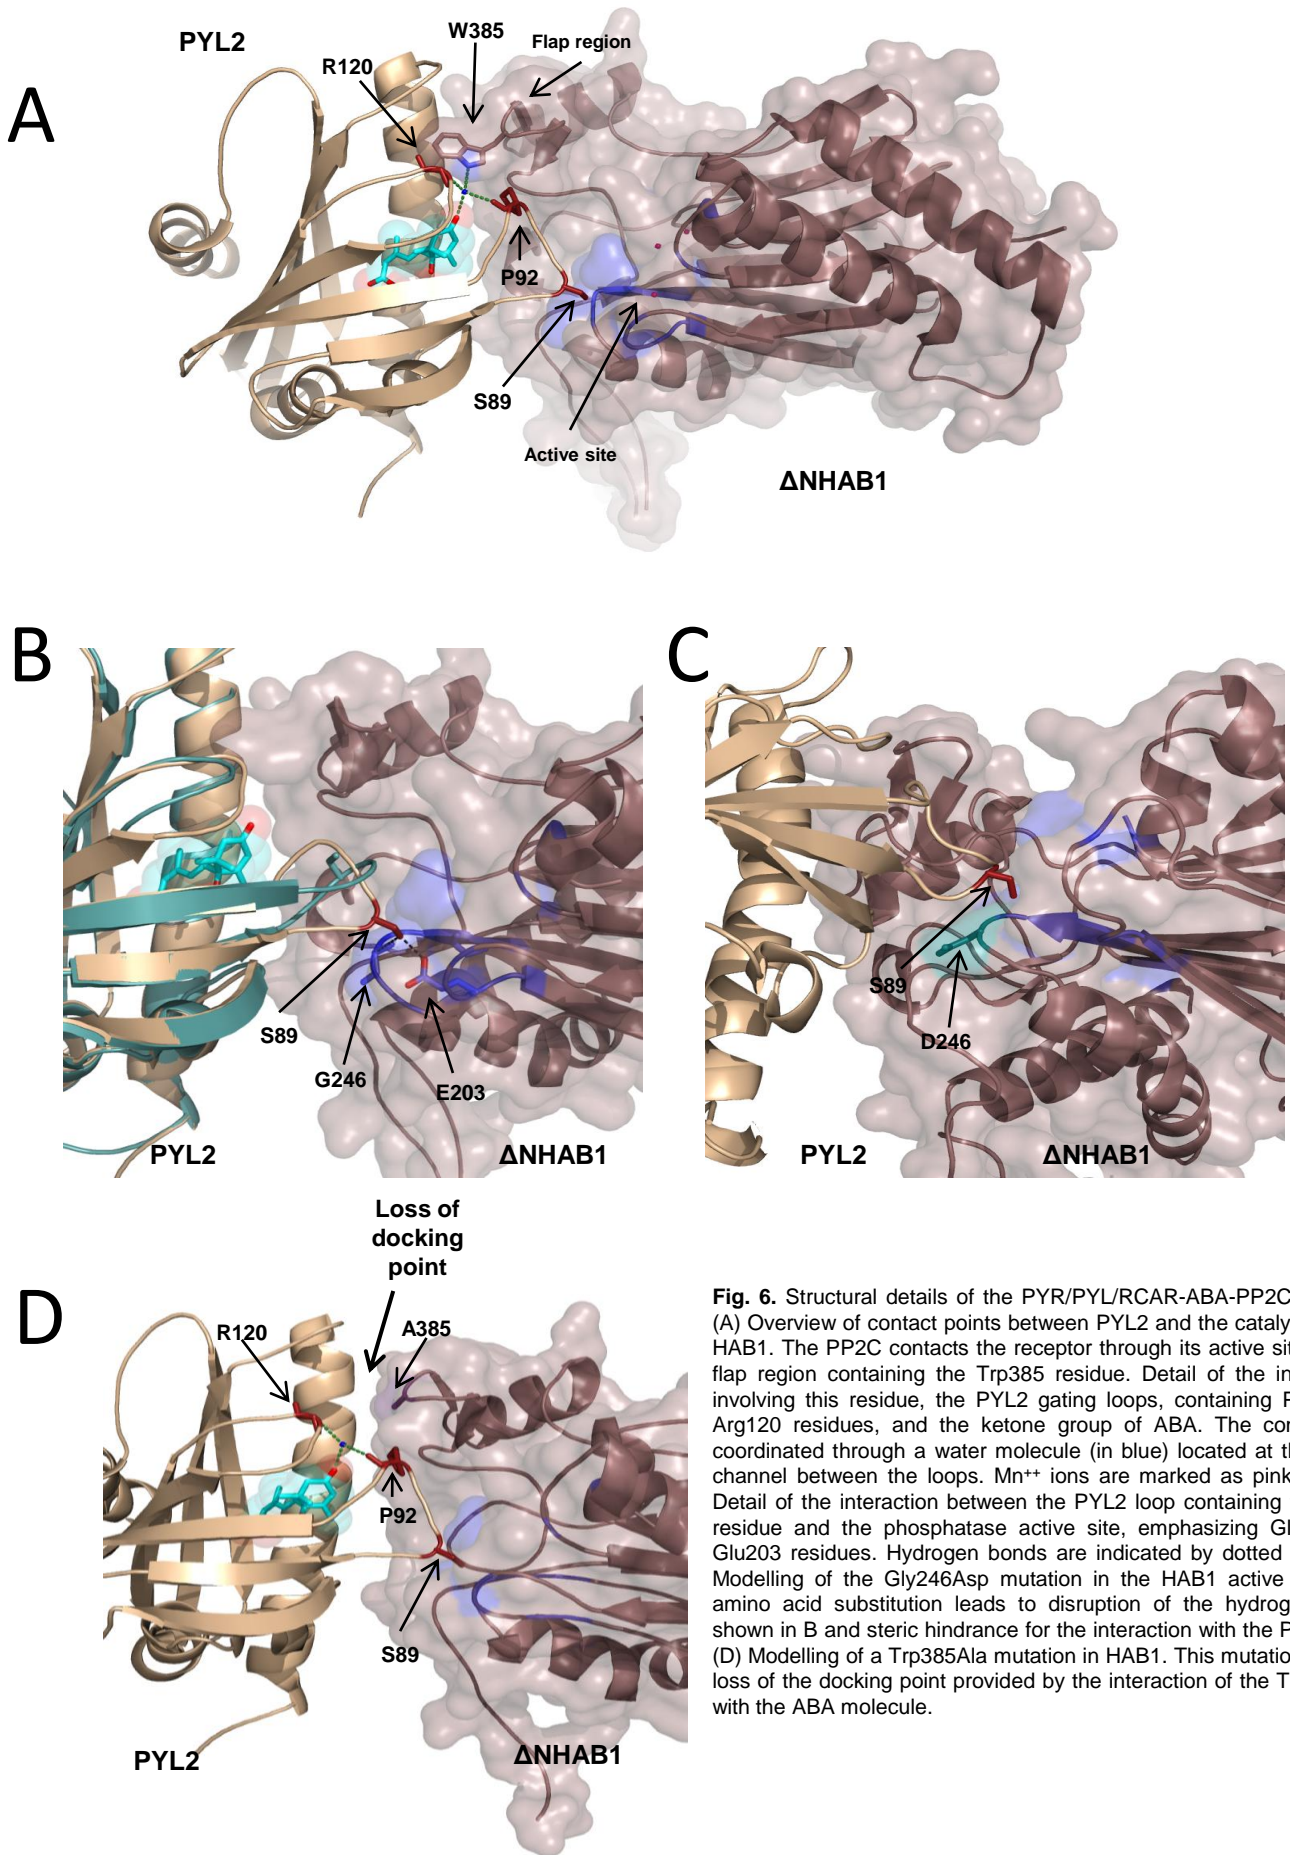 A
PYL2
W385
Flap region
R120
P92
S89
Active site
ΔNHAB1
B
S89
G246
E203
PYL2
ΔNHAB1
C
S89
D246
PYL2
ΔNHAB1
Loss of
docking
point
D
R120
A385
P92
S89
PYL2
ΔNHAB1
Fig. 6. Structural details of the PYR/PYL/RCAR-ABA-PP2C
(A) Overview of contact points between PYL2 and the
HAB1. The PP2C contacts the receptor through its active
flap region containing the Trp385 residue. Detail of the
involving this residue, the PYL2 gating loops, containing
Arg120 residues, and the ketone group of ABA. The
coordinated through a water molecule (in blue) located at
channel between the loops. Mn⁺⁺ ions are marked as pink
Detail of the interaction between the PYL2 loop containing
residue and the phosphatase active site, emphasizing
Glu203 residues. Hydrogen bonds are indicated by dotted
Modelling of the Gly246Asp mutation in the HAB1 active
amino acid substitution leads to disruption of the
shown in B and steric hindrance for the interaction with the
(D) Modelling of a Trp385Ala mutation in HAB1. This mutation
loss of the docking point provided by the interaction of the
with the ABA molecule.